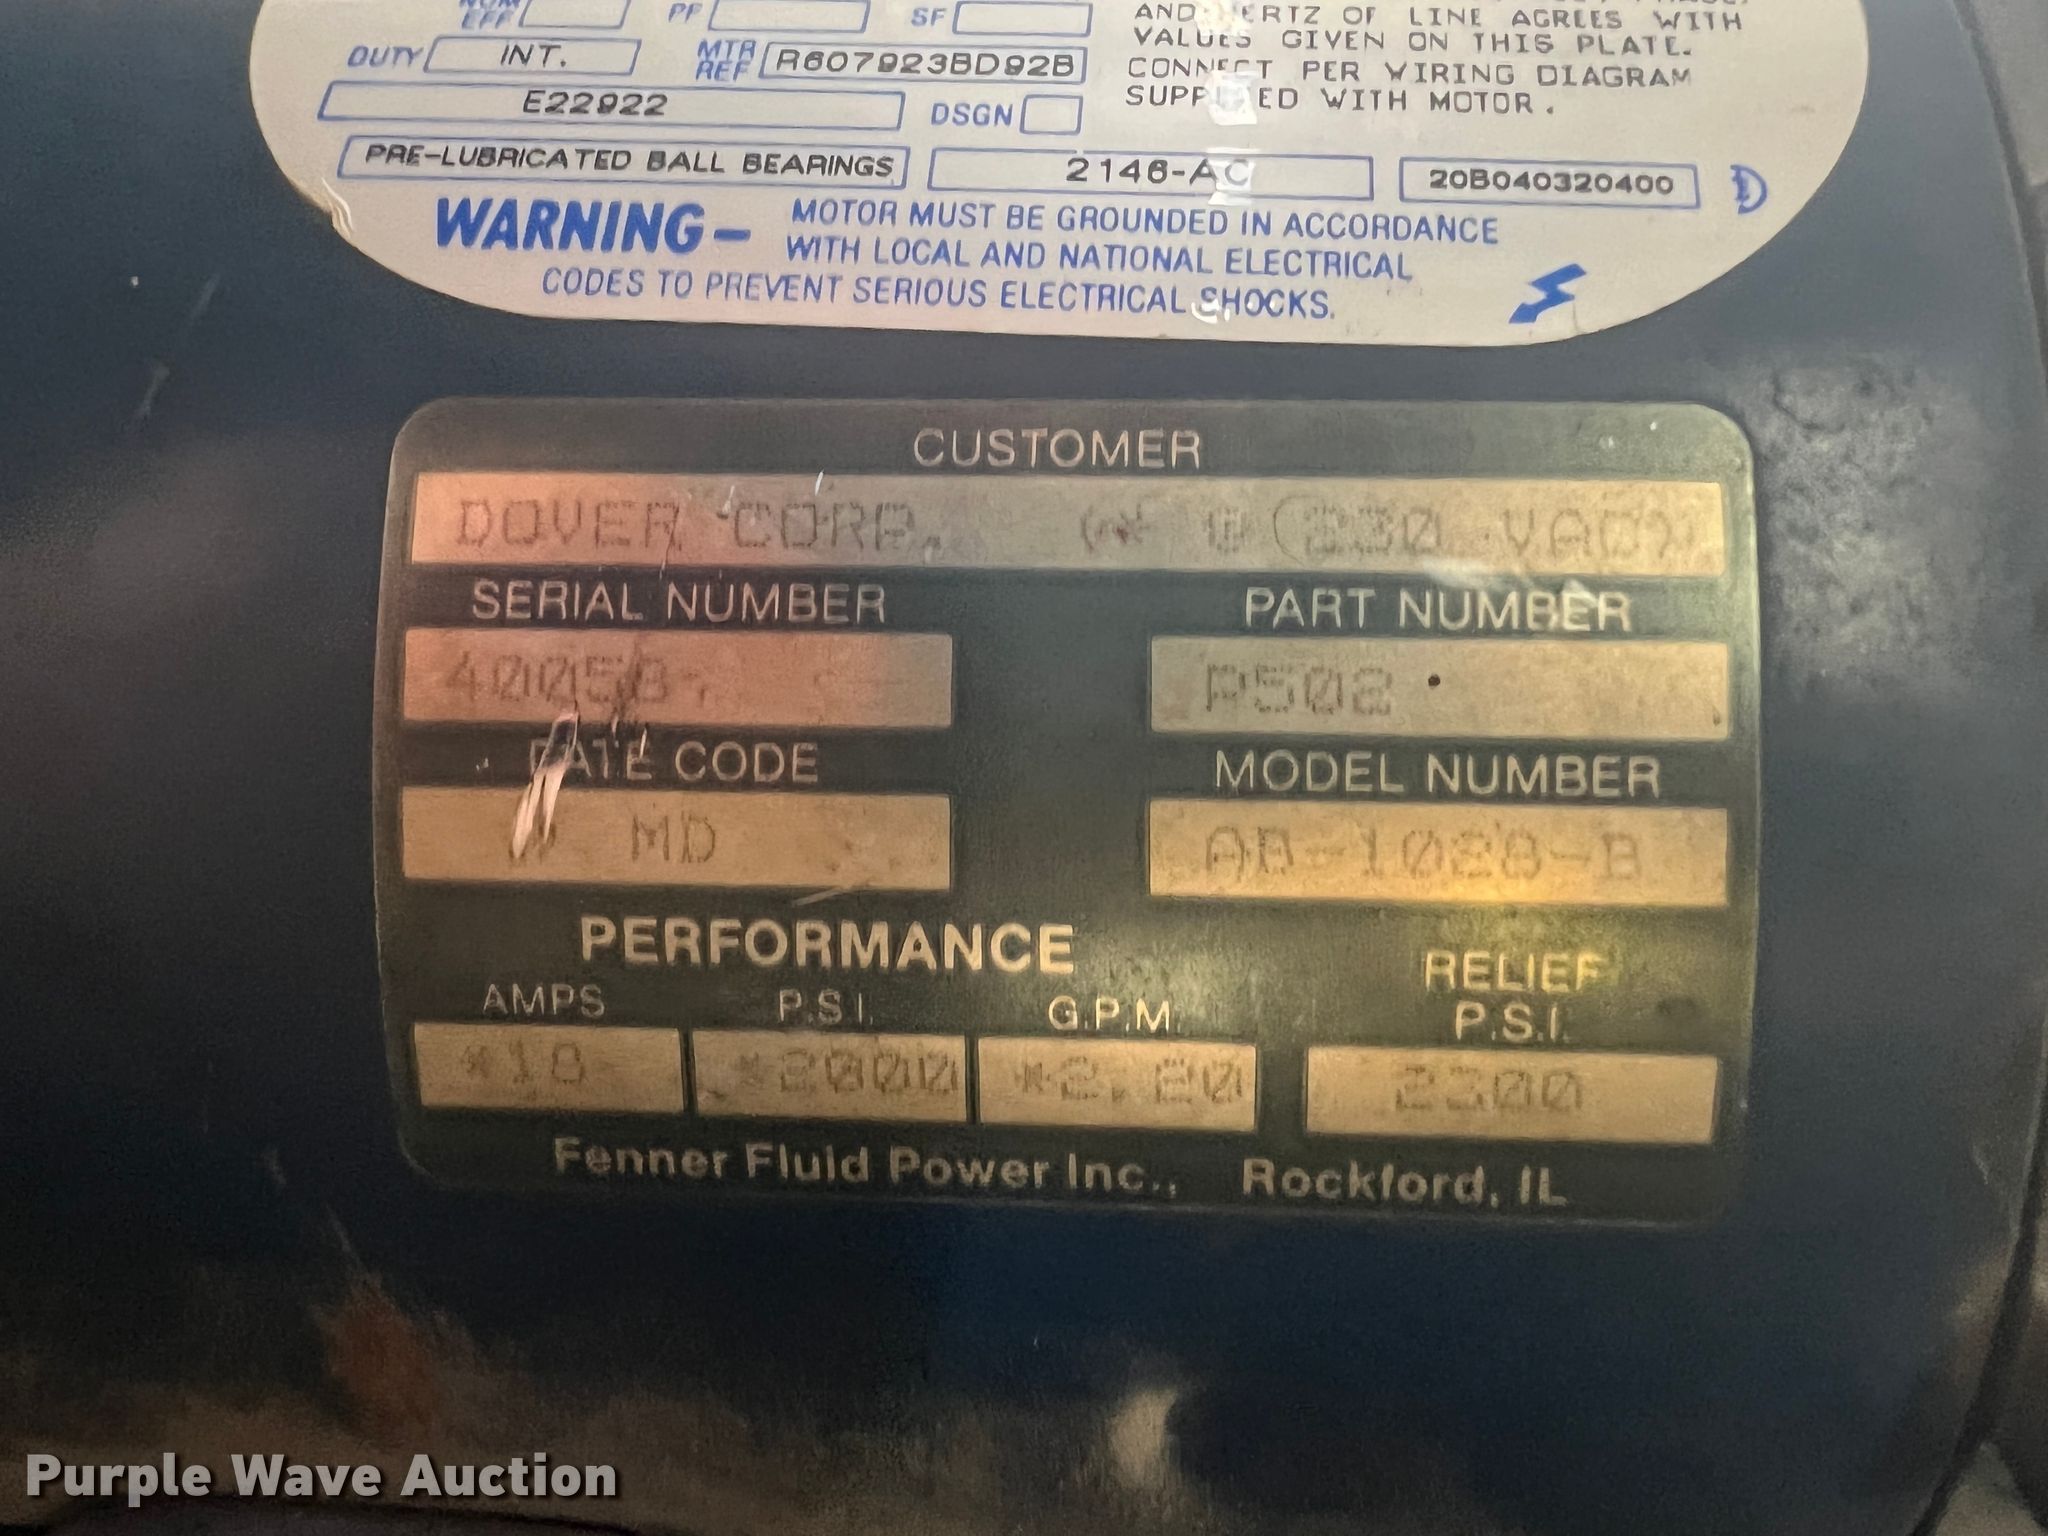 NOM EFF PF SF
AND HERTZ OF LINE AGREES WITH
VALUES GIVEN ON THIS PLATE.
CONNECT PER WIRING DIAGRAM
SUPPLIED WITH MOTOR.
DUTY INT. MTR REF R607923BD92B
E22922 DSGN
PRE-LUBRICATED BALL BEARINGS 2146-AC 20B040320400
WARNING- MOTOR MUST BE GROUNDED IN ACCORDANCE
WITH LOCAL AND NATIONAL ELECTRICAL
CODES TO PREVENT SERIOUS ELECTRICAL SHOCKS.
CUSTOMER
DOVER CORP. (* @ 230 VAC)
SERIAL NUMBER PART NUMBER
DATE CODE MODEL NUMBER
MD
PERFORMANCE
AMPS P.S.I. G.P.M. RELIEF P.S.I.
2300
Fenner Fluid Power Inc., Rockford, IL
Purple Wave Auction